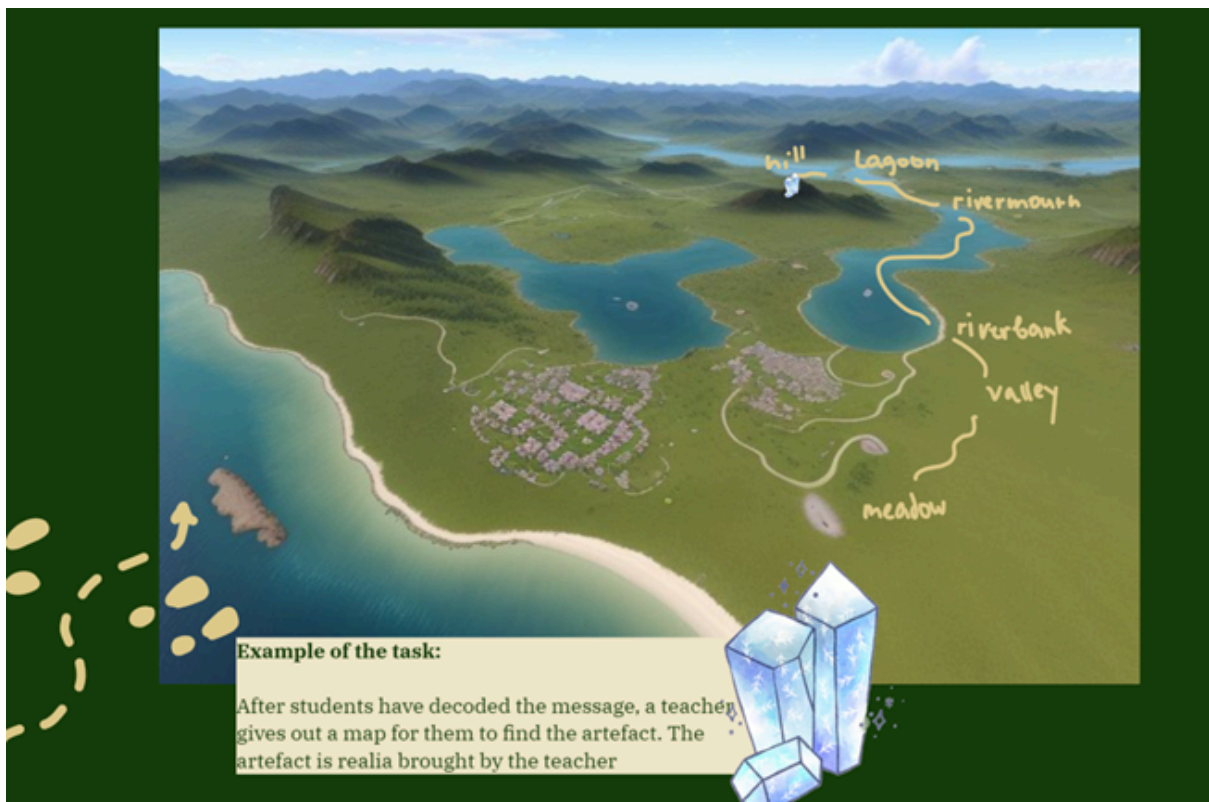 hill
Lagoon
rivermouth
riverbank
valley
meadow
Example of the task:
After students have decoded the message, a teacher
gives out a map for them to find the artefact. The
artefact is realia brought by the teacher